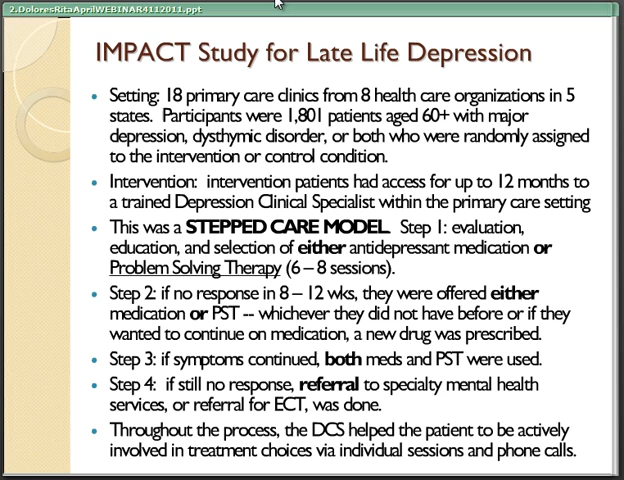 2.DoloresRitaAprilWEBINAR4112011.ppt
IMPACT Study for Late Life Depression
Setting: 18 primary care clinics from 8 health care organizations in 5
states. Participants were 1,801 patients aged 60+ with major
depression, dysthymic disorder, or both who were randomly assigned
to the intervention or control condition.
Intervention: intervention patients had access for up to 12 months to
a trained Depression Clinical Specialist within the primary care setting
This was a STEPPED CARE MODEL. Step 1: evaluation,
education, and selection of either antidepressant medication or
Problem Solving Therapy (6 – 8 sessions).
Step 2: if no response in 8 – 12 wks, they were offered either
medication or PST -- whichever they did not have before or if they
wanted to continue on medication, a new drug was prescribed.
Step 3: if symptoms continued, both meds and PST were used.
Step 4: if still no response, referral to specialty mental health
services, or referral for ECT, was done.
Throughout the process, the DCS helped the patient to be actively
involved in treatment choices via individual sessions and phone calls.